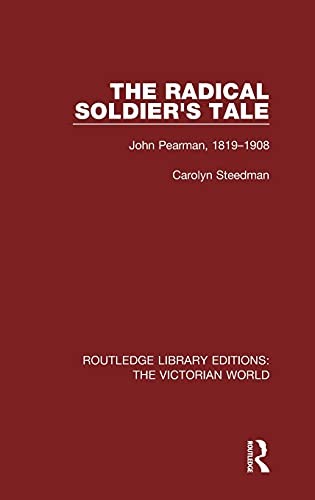 THE RADICAL
SOLDIER'S TALE
John Pearman, 1819–1908
Carolyn Steedman
ROUTLEDGE LIBRARY EDITIONS:
THE VICTORIAN WORLD
ROUTLEDGE